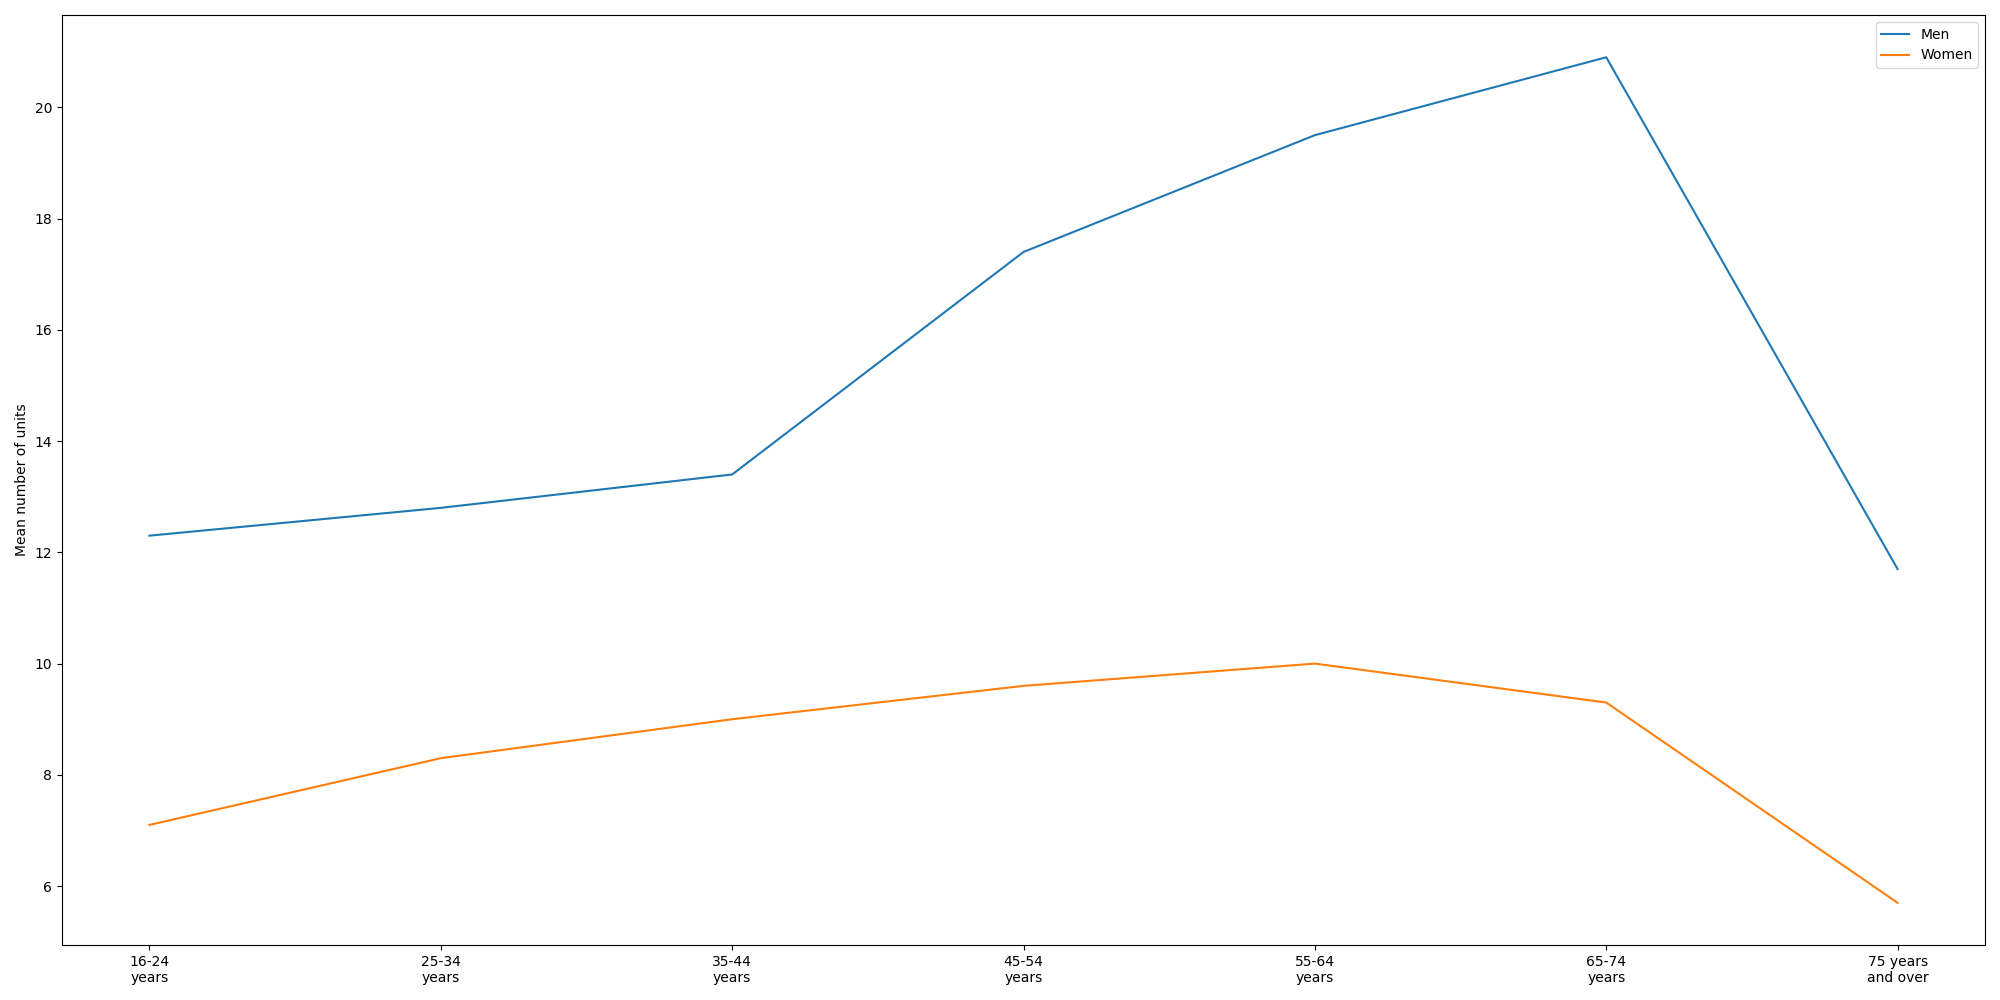 Men
Women
Mean number of units
20
18
16
14
12
10
8
6
16-24
years
25-34
years
35-44
years
45-54
years
55-64
years
65-74
years
75 years
and over